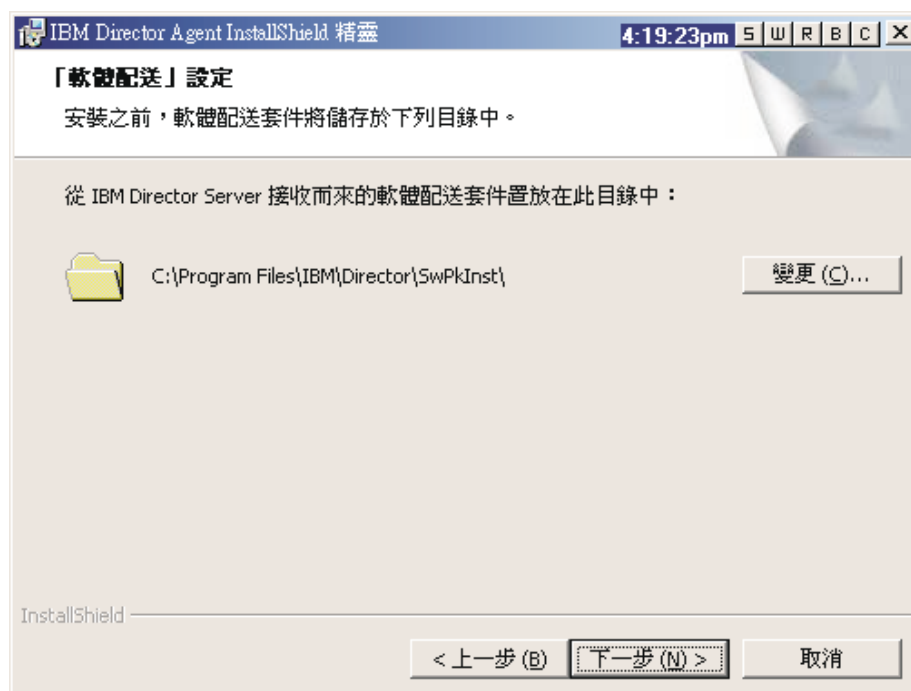 IBM Director Agent InstallShield 精靈 4:19:23pm S W R B C X
「軟體配送」設定
安裝之前，軟體配送套件將儲存於下列目錄中。
從 IBM Director Server 接收而來的軟體配送套件置放在此目錄中：
C:\Program Files\IBM\Director\SwPkInst\ 變更(C)...
InstallShield
< 上一步(B) 下一步(N) > 取消